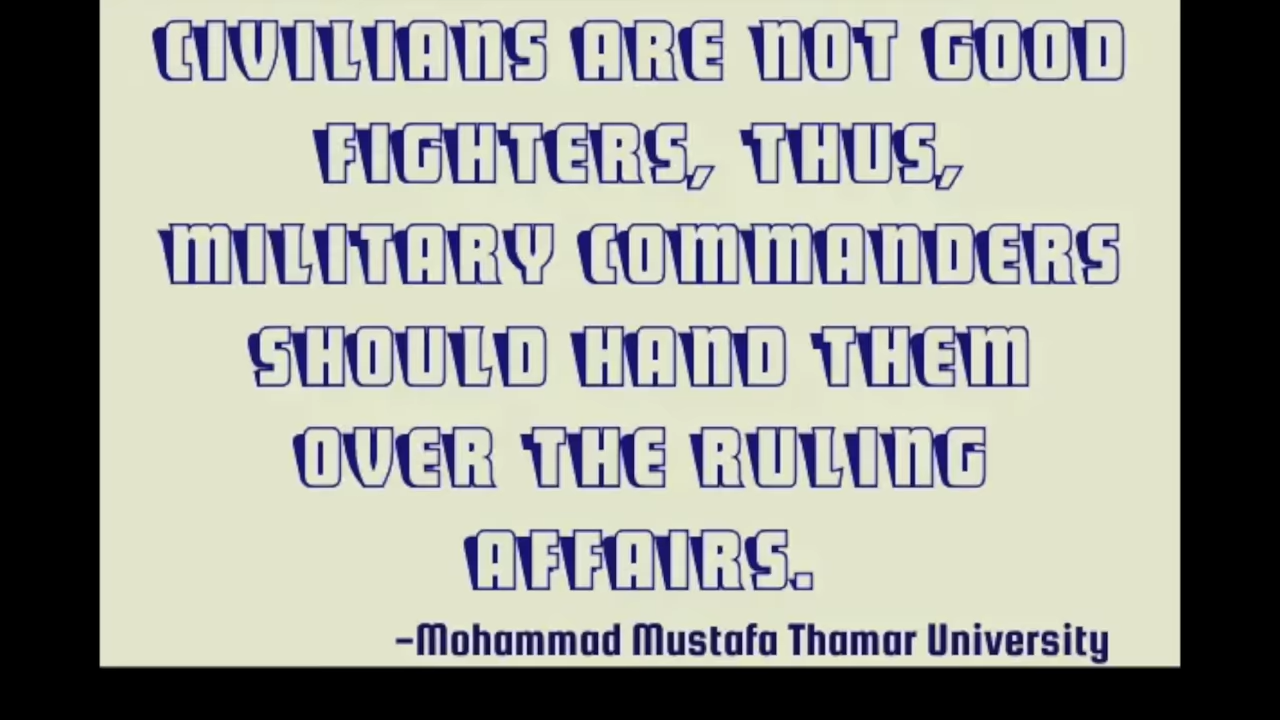 CIVILIANS ARE NOT GOOD
FIGHTERS, THUS,
MILITARY COMMANDERS
SHOULD HAND THEM
OVER THE RULING
AFFAIRS.
-Mohammad Mustafa Thamar University